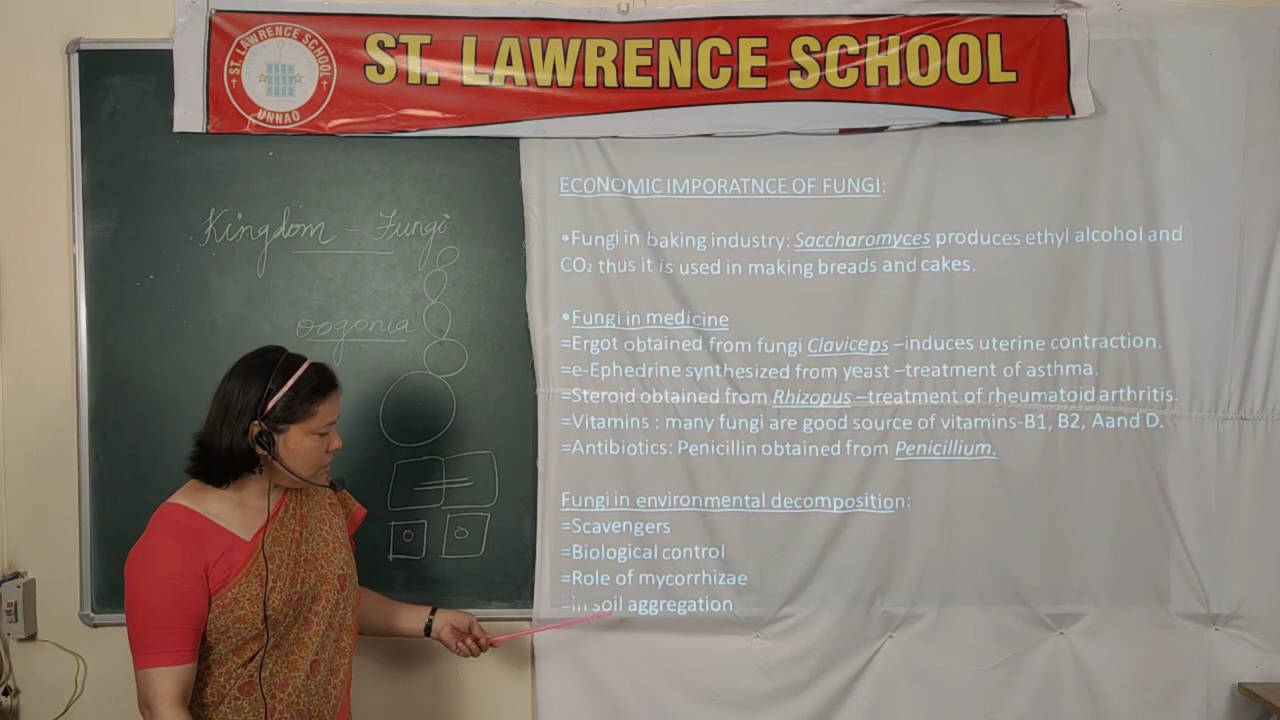 ST. LAWRENCE SCHOOL
ST. LAWRENCE SCHOOL
UNNAO
Kingdom - Fungi
oogonia
ECONOMIC IMPORATNCE OF FUNGI:
•Fungi in baking industry: Saccharomyces produces ethyl alcohol and
CO₂ thus it is used in making breads and cakes.
•Fungi in medicine
=Ergot obtained from fungi Claviceps –induces uterine contraction.
=e-Ephedrine synthesized from yeast –treatment of asthma.
=Steroid obtained from Rhizopus –treatment of rheumatoid arthritis.
=Vitamins : many fungi are good source of vitamins-B1, B2, Aand D.
=Antibiotics: Penicillin obtained from Penicillium.
Fungi in environmental decomposition:
=Scavengers
=Biological control
=Role of mycorrhizae
=in soil aggregation